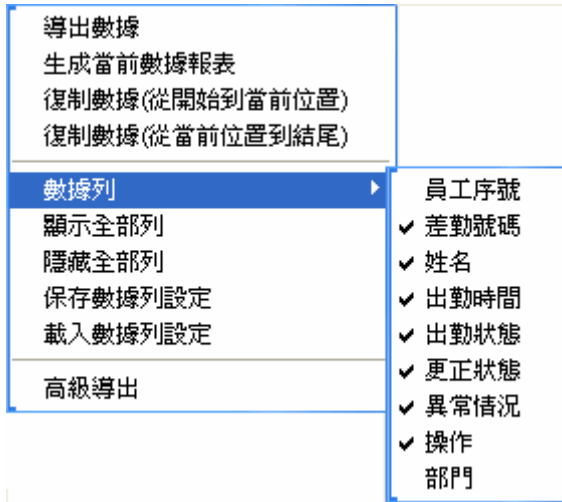 導出數據
生成當前數據報表
復制數據(從開始到當前位置)
復制數據(從當前位置到結尾)
數據列
顯示全部列
隱藏全部列
保存數據列設定
載入數據列設定
高級導出
員工序號
差勤號碼
姓名
出勤時間
出勤狀態
更正狀態
異常情況
操作
部門